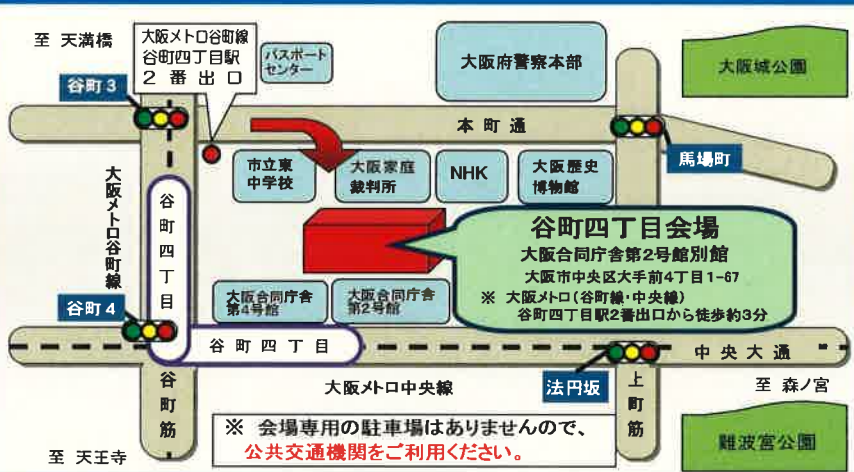 至 天満橋
大阪メトロ谷町線
谷町四丁目駅
2 番 出 口
パスポート
センター
大阪府警察本部
大阪城公園
谷町3
本 町 通
馬場町
市立東
中学校
大阪家庭
裁判所
NHK
大阪歴史
博物館
大阪メトロ谷町線
谷町四丁目
谷町四丁目会場
大阪合同庁舎第2号館別館
大阪市中央区大手前4丁目1-67
※ 大阪メトロ(谷町線・中央線)
谷町四丁目駅2番出口から徒歩約3分
大阪合同庁舎
第4号館
大阪合同庁舎
第2号館
谷町4
谷 町 四 丁 目
中 央 大 通
大阪メトロ中央線
法円坂
至 森ノ宮
谷町筋
上町筋
※ 会場専用の駐車場はありませんので、
公共交通機関をご利用ください。
難波宮公園
至 天王寺